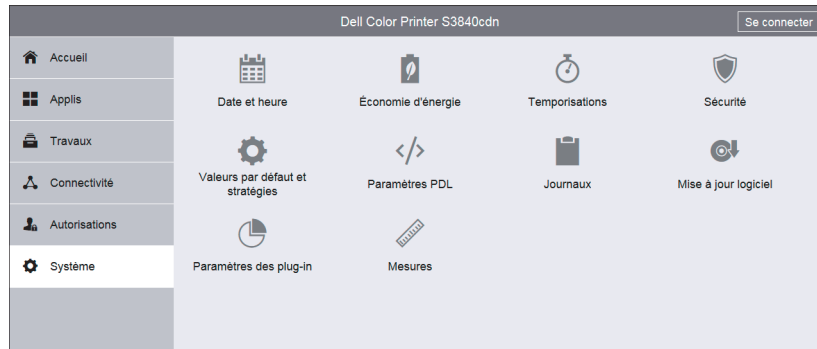 Dell Color Printer S3840cdn
Se connecter
Accueil
Applis
Travaux
Connectivité
Autorisations
Système
Date et heure
Économie d'énergie
Temporisations
Sécurité
Valeurs par défaut et
stratégies
Paramètres PDL
Journaux
Mise à jour logiciel
Paramètres des plug-in
Mesures